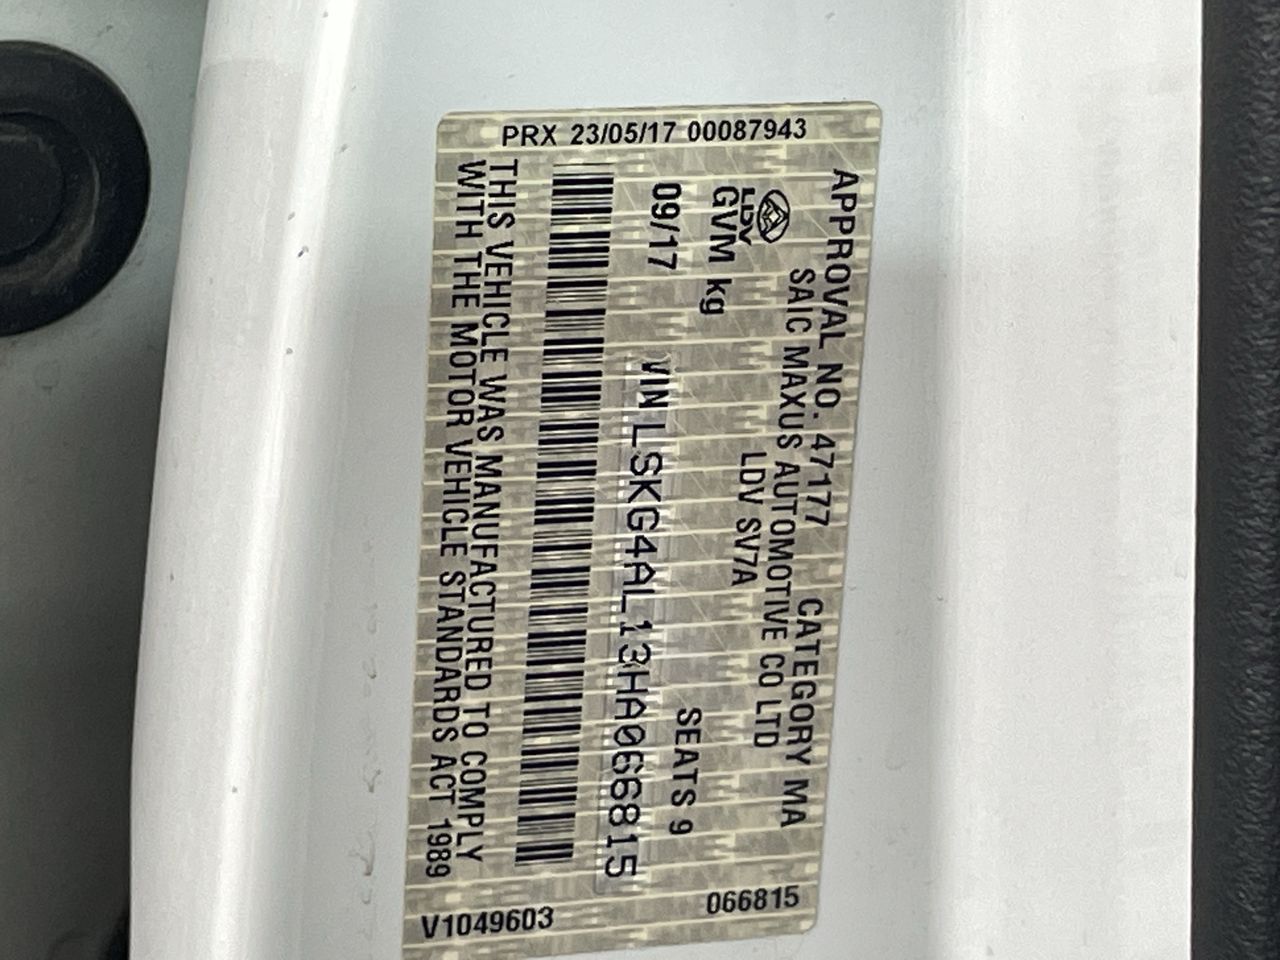 PRX 23/05/17 00087943
APPROVAL NO. 47177 CATEGORY MA
SAIC MAXUS AUTOMOTIVE CO LTD
LDV
LDV SV7A
GVM kg
09/17
SEATS 9
VIN LSKG4AL13HA066815
THIS VEHICLE WAS MANUFACTURED TO COMPLY
WITH THE MOTOR VEHICLE STANDARDS ACT 1989
V1049603
066815